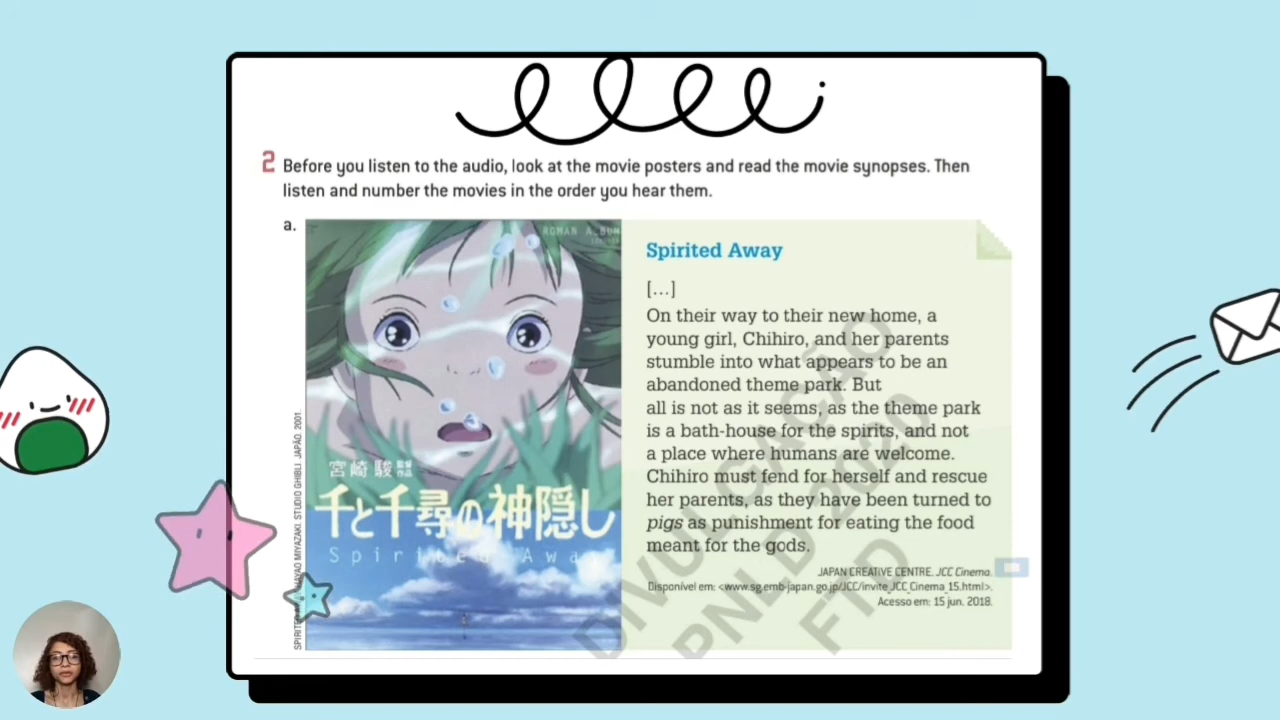 2 Before you listen to the audio, look at the movie posters and read the movie synopses. Then
listen and number the movies in the order you hear them.
a.
ROMAN ALBUM
宮崎駿
千と千尋の神隠し
Spirited Away
STUDIO GHIBLI. JAPÃO. 2001.
Spirited Away
[...]
On their way to their new home, a
young girl, Chihiro, and her parents
stumble into what appears to be an
abandoned theme park. But
all is not as it seems, as the theme park
is a bath-house for the spirits, and not
a place where humans are welcome.
Chihiro must fend for herself and rescue
her parents, as they have been turned to
pigs as punishment for eating the food
meant for the gods.
JAPAN CREATIVE CENTRE. JCC Cinema.
Disponível em: <www.sg.emb-japan.go.jp/JCC/invite_JCC_Cinema_15.html>.
Acesso em: 15 jun. 2018.
DIVULGAÇÃO
PNLD 2020
FTD